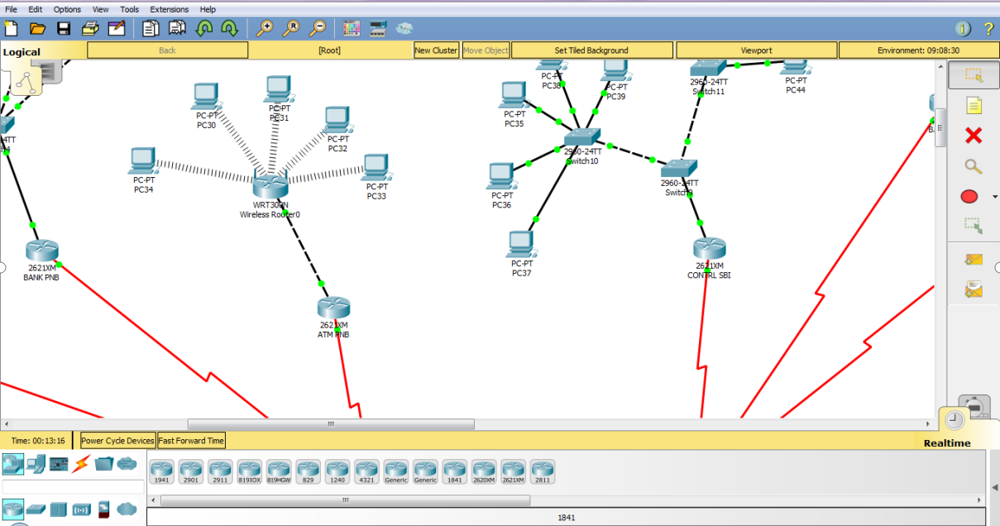 File Edit Options View Tools Extensions Help
Logical
Back
[Root]
New Cluster
Move Object
Set Tiled Background
Viewport
Environment: 09:08:30
PC-PT
PC30
PC-PT
PC31
PC-PT
PC32
PC-PT
PC33
PC-PT
PC34
WRT300N
Wireless Router0
2621XM
BANK PNB
2621XM
ATM PNB
PC-PT
PC38
PC-PT
PC39
PC-PT
PC35
2960-24TT
Switch10
PC-PT
PC36
PC-PT
PC37
2960-24TT
Switch11
PC-PT
PC44
2960-24TT
Switch9
2621XM
CONTRL SBI
Time: 00:13:16
Power Cycle Devices
Fast Forward Time
Realtime
1941
2901
2911
819IOX
819HGW
829
1240
4321
Generic
Generic
1841
2620XM
2621XM
2811
1841